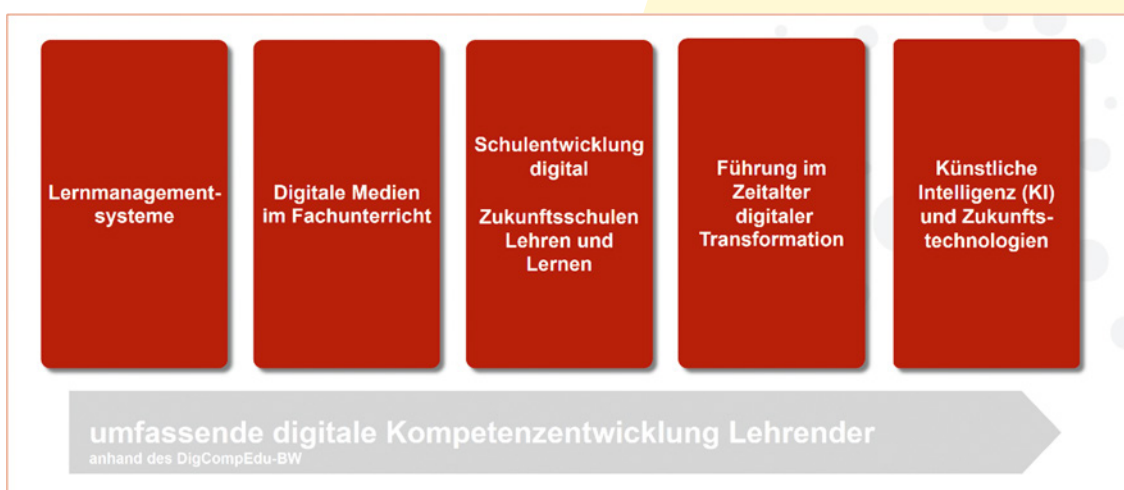 Lernmanagement-
systeme
Digitale Medien
im Fachunterricht
Schulentwicklung
digital
Zukunftsschulen
Lehren und
Lernen
Führung im
Zeitalter
digitaler
Transformation
Künstliche
Intelligenz (KI)
und Zukunfts-
technologien
umfassende digitale Kompetenzentwicklung Lehrender
anhand des DigCompEdu-BW